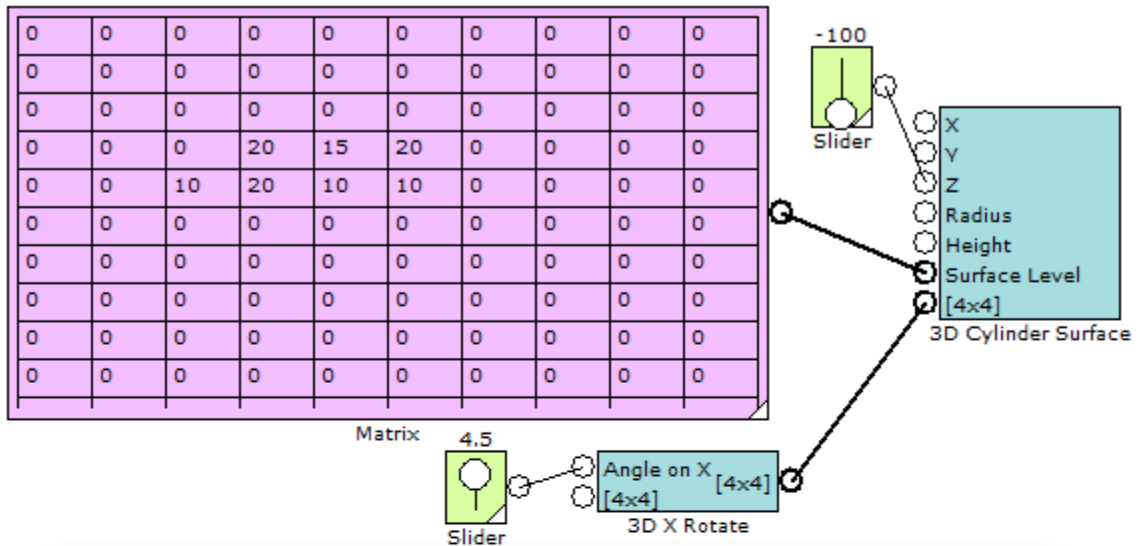 0 0 0 0 0 0 0 0 0 0
0 0 0 0 0 0 0 0 0 0
0 0 0 0 0 0 0 0 0 0
0 0 0 20 15 20 0 0 0 0
0 0 10 20 10 10 0 0 0 0
0 0 0 0 0 0 0 0 0 0
0 0 0 0 0 0 0 0 0 0
0 0 0 0 0 0 0 0 0 0
0 0 0 0 0 0 0 0 0 0
0 0 0 0 0 0 0 0 0 0
Matrix
-100
Slider
X
Y
Z
Radius
Height
Surface Level
[4x4]
3D Cylinder Surface
4.5
Slider
Angle on X
[4x4]
[4x4]
3D X Rotate